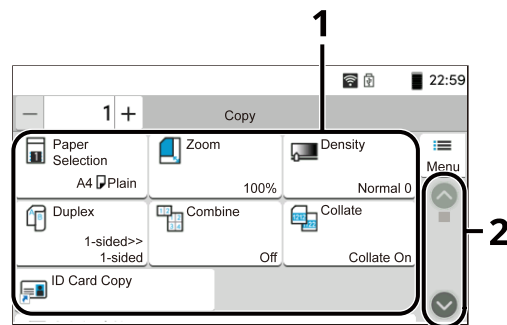 1
22:59
− 1 + Copy
Paper
Selection
A4 Plain
Zoom
100%
Density
Normal 0
Menu
Duplex
1-sided>>
1-sided
Combine
Off
Collate
Collate On
2
ID Card Copy